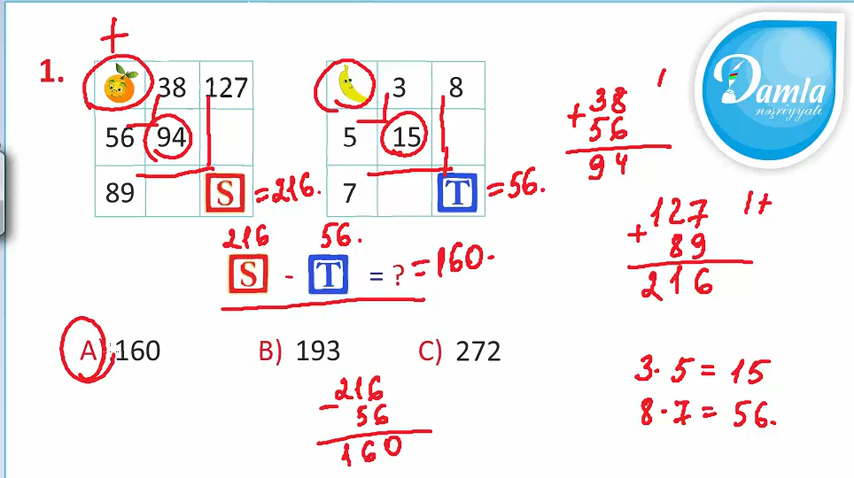 +
1.
38 127 3 8
56 94 5 15
89 S = 216. 7 T = 56.
216 56.
S - T = ? = 160.
A) 160 B) 193 C) 272
216
- 56
160
Damla
nəşriyyatı
38 1
+ 56
94
127 1+
+ 89
216
3 · 5 = 15
8 · 7 = 56.